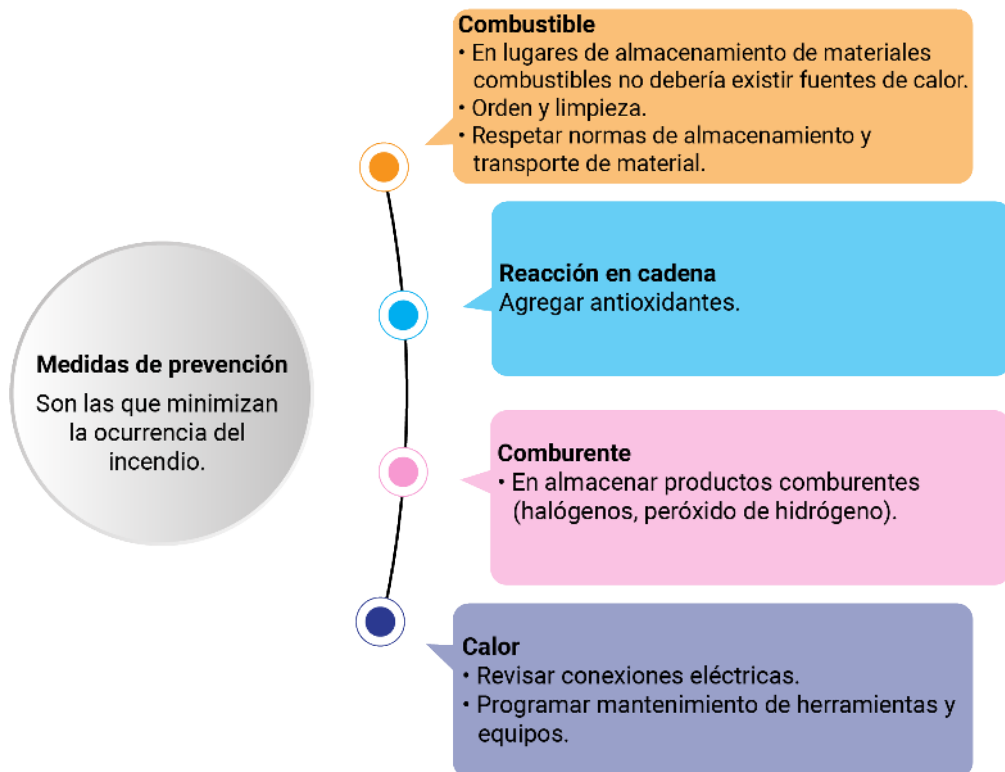 Medidas de prevención
Son las que minimizan
la ocurrencia del
incendio.
Combustible
• En lugares de almacenamiento de materiales
combustibles no debería existir fuentes de calor.
• Orden y limpieza.
• Respetar normas de almacenamiento y
transporte de material.
Reacción en cadena
Agregar antioxidantes.
Comburente
• En almacenar productos comburentes
(halógenos, peróxido de hidrógeno).
Calor
• Revisar conexiones eléctricas.
• Programar mantenimiento de herramientas y
equipos.